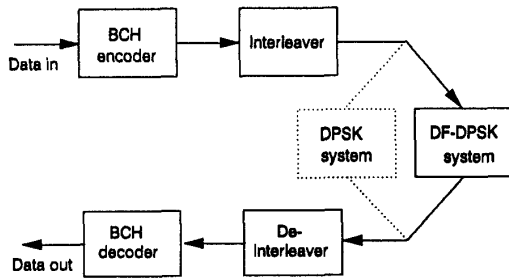 BCH
encoder
Interleaver
Data in
DPSK
system
DF-DPSK
system
BCH
decoder
De-
Interleaver
Data out